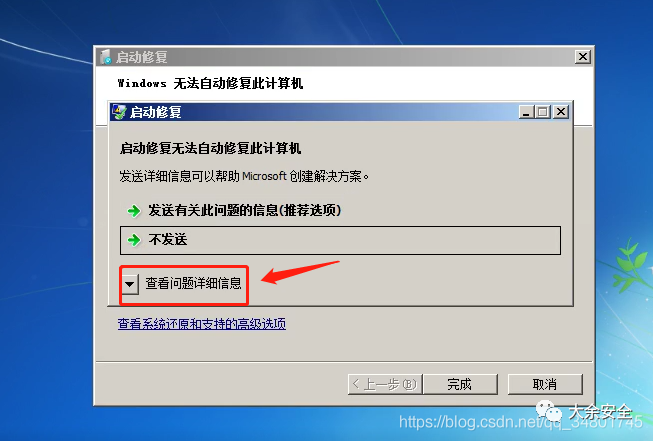 启动修复
Windows 无法自动修复此计算机
启动修复
启动修复无法自动修复此计算机
发送详细信息可以帮助 Microsoft 创建解决方案。
发送有关此问题的信息(推荐选项)
不发送
查看问题详细信息
查看系统还原和支持的高级选项
< 上一步(B)
完成
取消
大余安全
https://blog.csdn.net/qq_34801745